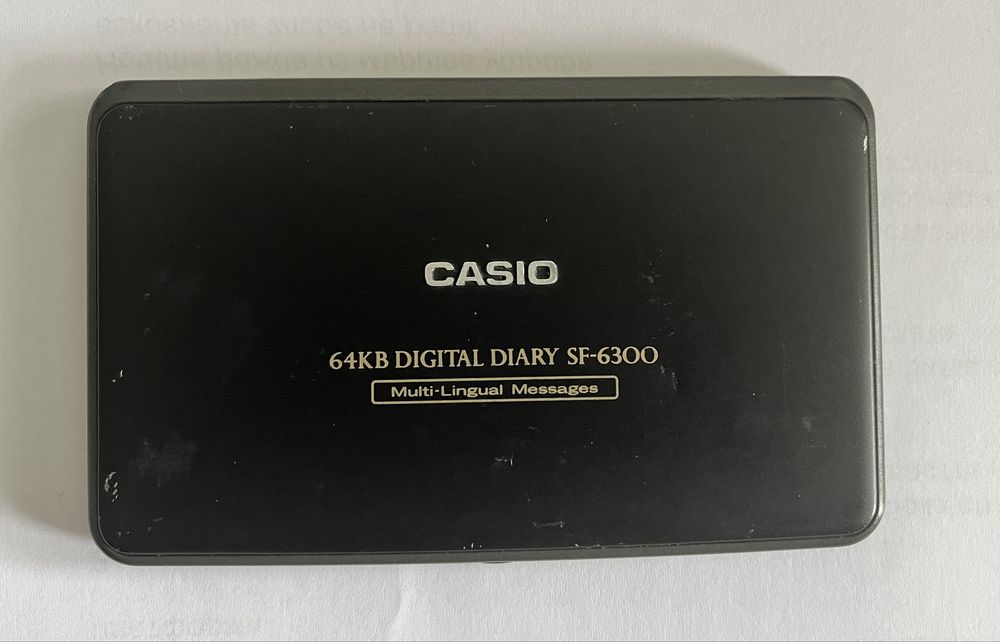 CASIO
64KB DIGITAL DIARY SF-6300
Multi-Lingual Messages